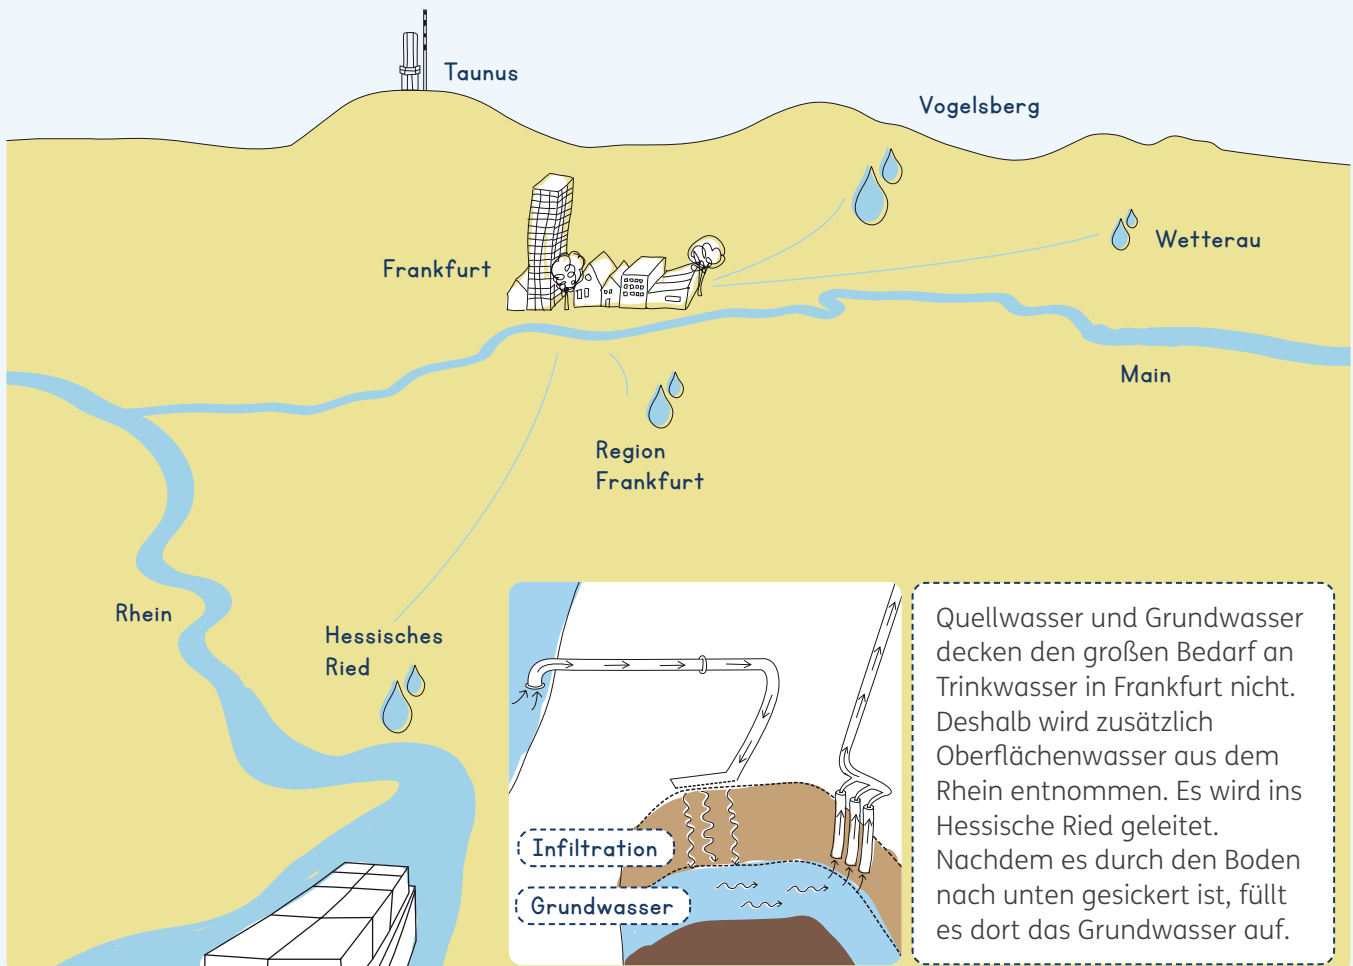 Taunus
Vogelsberg
Wetterau
Frankfurt
Main
Region
Frankfurt
Rhein
Hessisches
Ried
Infiltration
Grundwasser
Quellwasser und Grundwasser
decken den großen Bedarf an
Trinkwasser in Frankfurt nicht.
Deshalb wird zusätzlich
Oberflächenwasser aus dem
Rhein entnommen. Es wird ins
Hessische Ried geleitet.
Nachdem es durch den Boden
nach unten gesickert ist, füllt
es dort das Grundwasser auf.